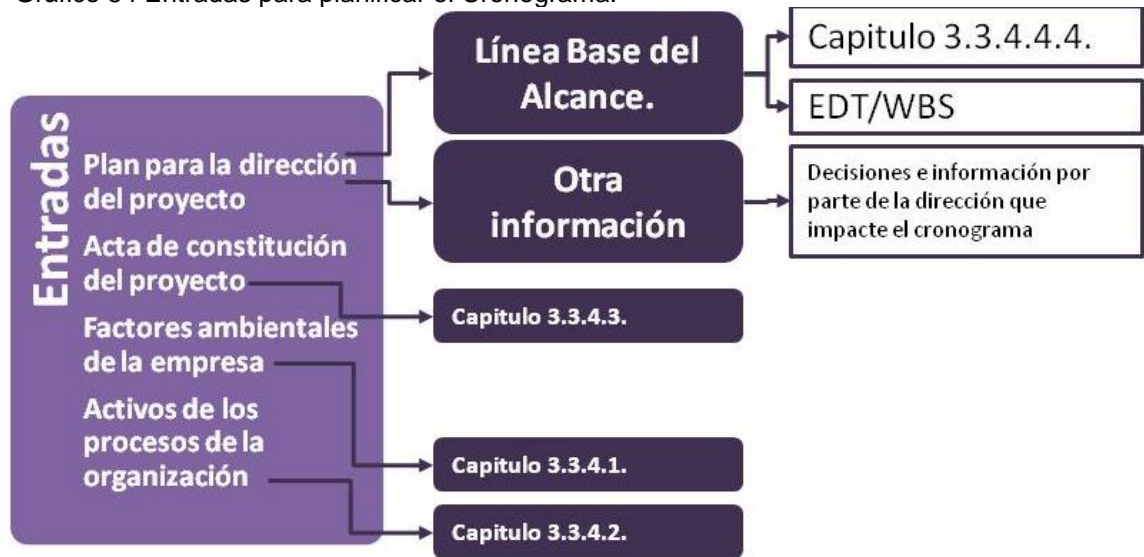 Entradas para planificar el Cronograma.
Entradas
Plan para la dirección
del proyecto
Acta de constitución
del proyecto
Factores ambientales
de la empresa
Activos de los
procesos de la
organización
Línea Base del
Alcance.
Otra
información
Capitulo 3.3.4.3.
Capitulo 3.3.4.1.
Capitulo 3.3.4.2.
Capitulo 3.3.4.4.4.
EDT/WBS
Decisiones e información por
parte de la dirección que
impacte el cronograma